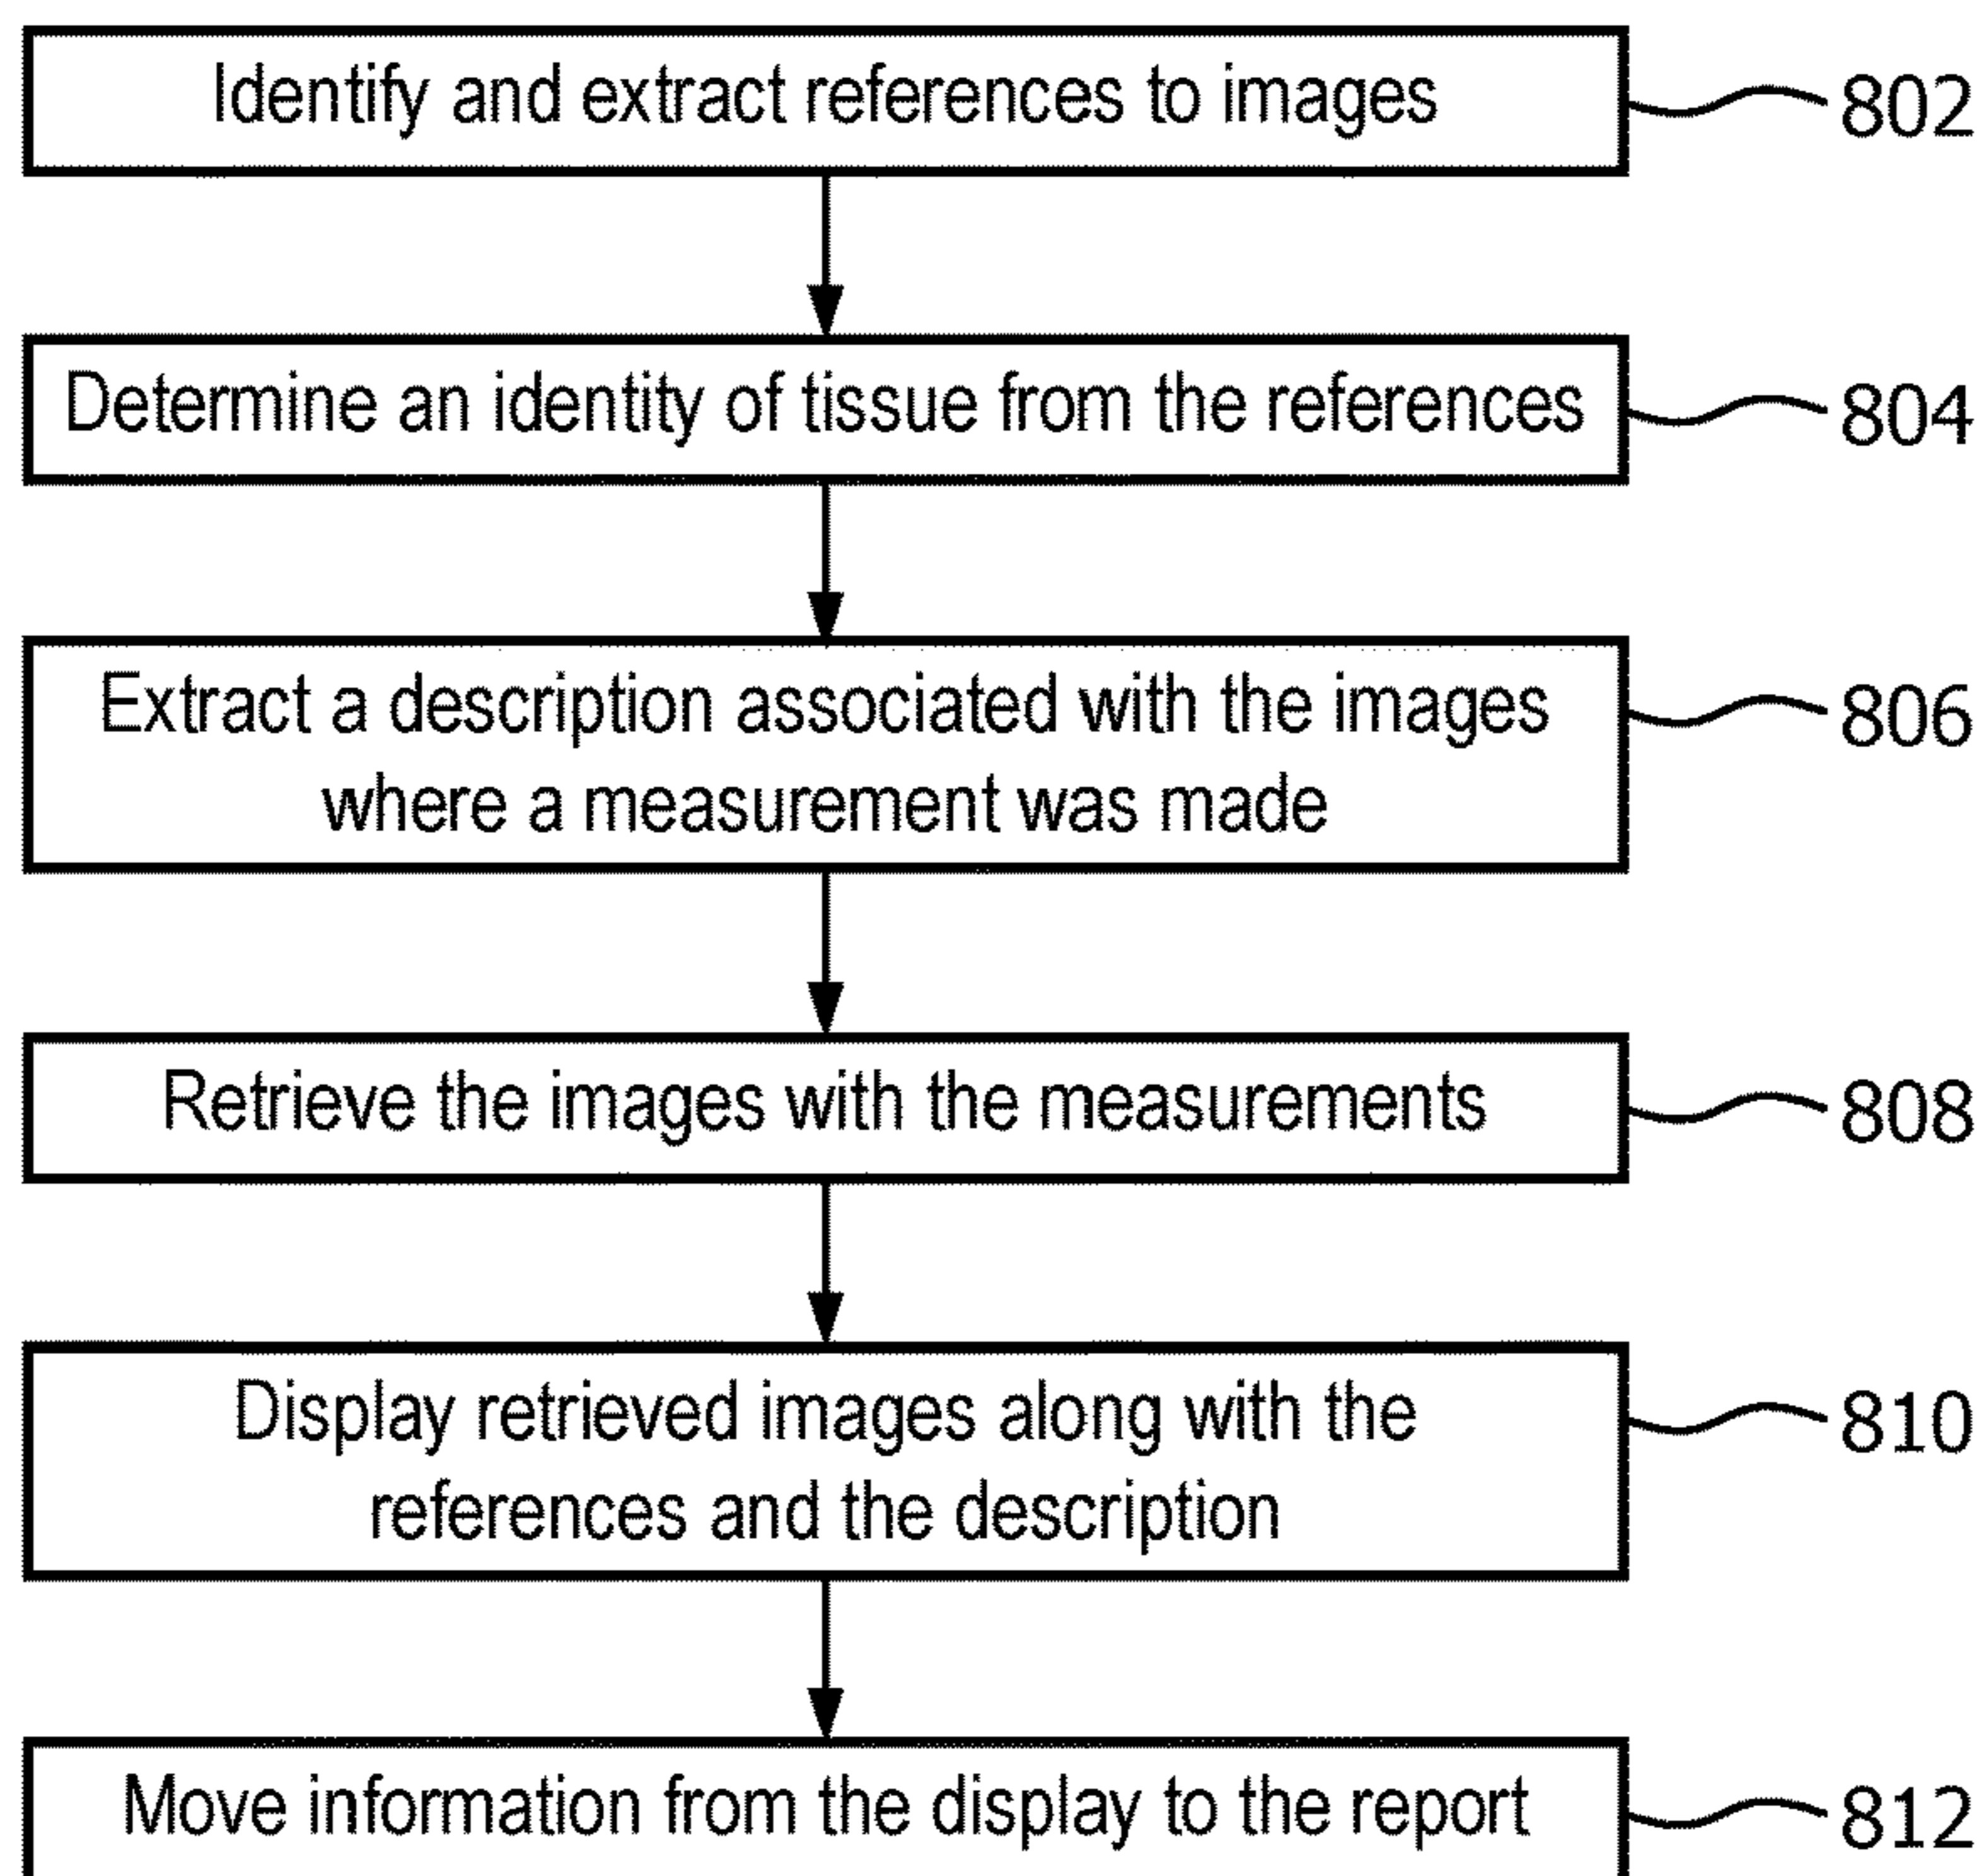 Identify and extract references to images
802
Determine an identity of tissue from the references
804
Extract a description associated with the images
where a measurement was made
806
Retrieve the images with the measurements
808
Display retrieved images along with the
references and the description
810
Move information from the display to the report
812